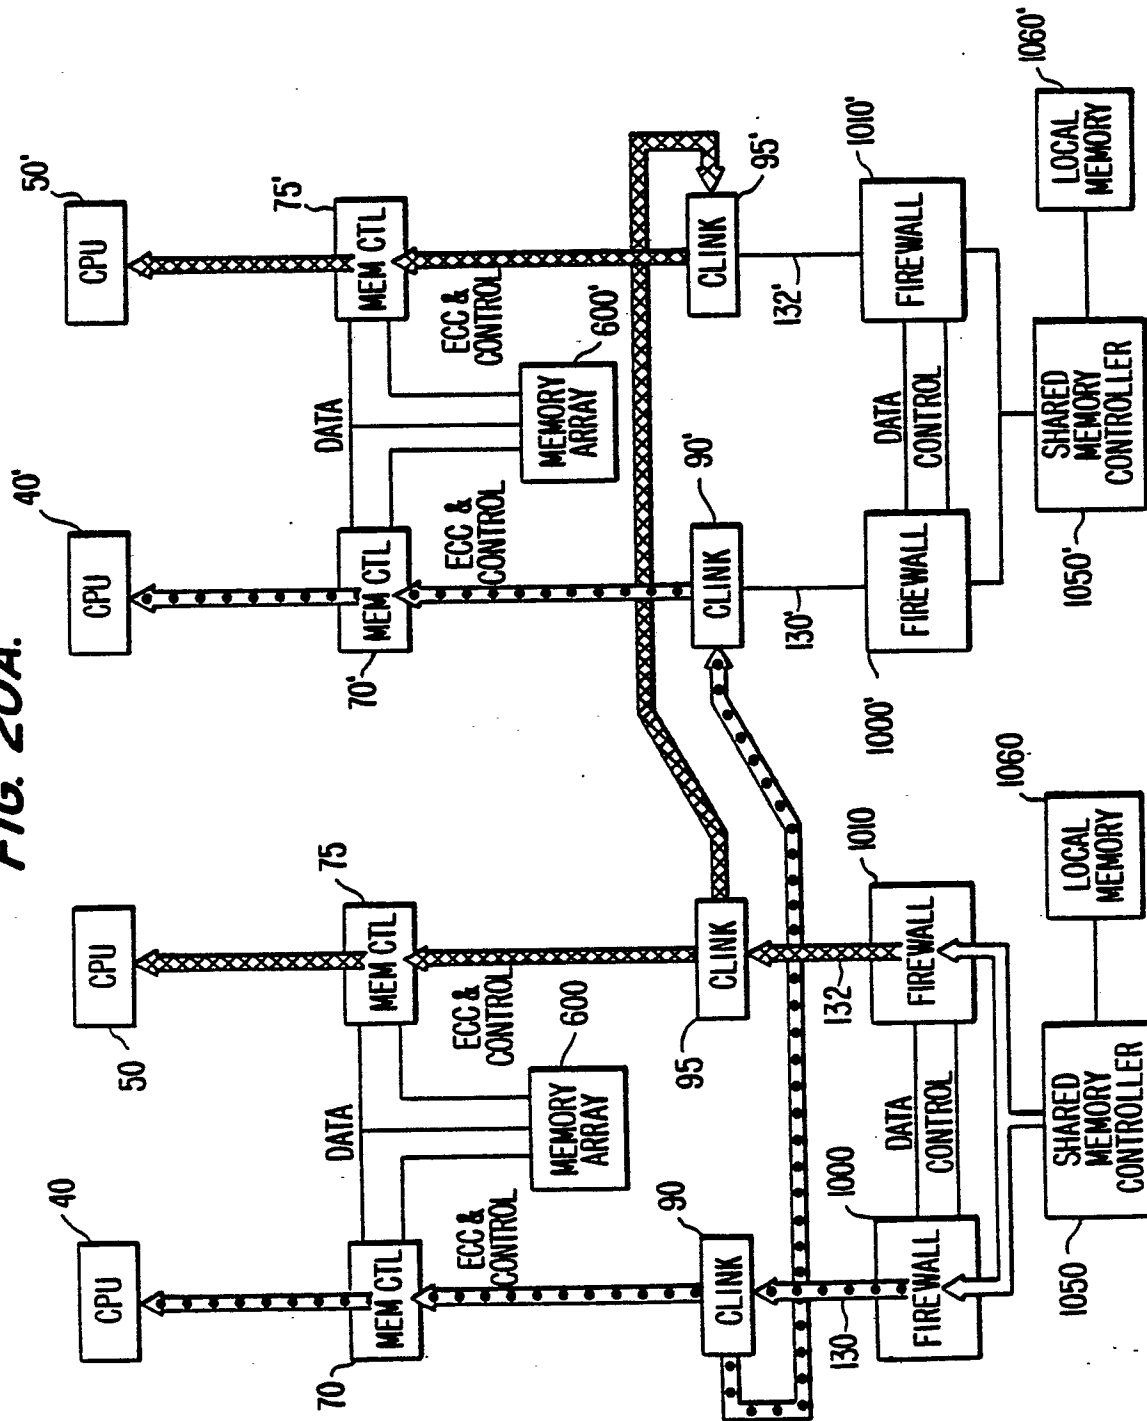 FIG. 20A.
40
CPU
50
CPU
40'
CPU
50'
CPU
70
MEM CTL
DATA
75
MEM CTL
70'
MEM CTL
DATA
75'
MEM CTL
ECC &
CONTROL
ECC &
CONTROL
ECC &
CONTROL
ECC &
CONTROL
600
MEMORY
ARRAY
600'
MEMORY
ARRAY
90
CLINK
95
CLINK
90'
CLINK
95'
CLINK
130
132
130'
132'
1000
FIREWALL
DATA
CONTROL
1010
FIREWALL
1000'
FIREWALL
DATA
CONTROL
1010'
FIREWALL
1050
SHARED
MEMORY
CONTROLLER
1060
LOCAL
MEMORY
1050'
SHARED
MEMORY
CONTROLLER
1060'
LOCAL
MEMORY